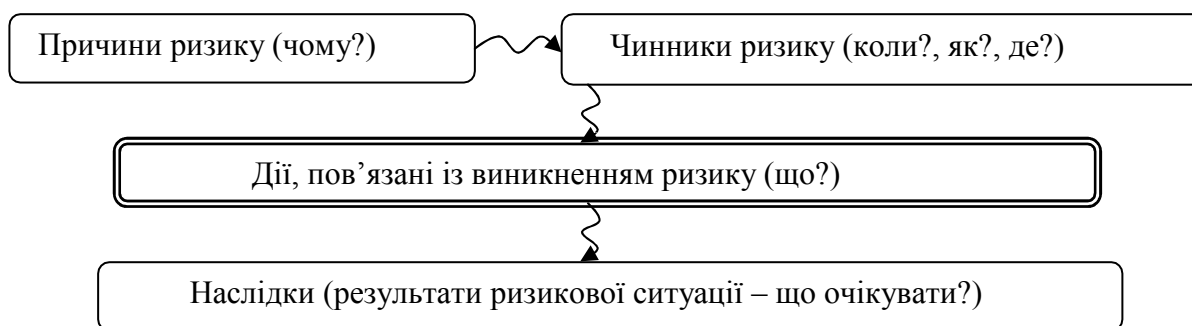 Причини ризику (чому?)
Чинники ризику (коли?, як?, де?)
Дії, пов’язані із виникненням ризику (що?)
Наслідки (результати ризикової ситуації – що очікувати?)